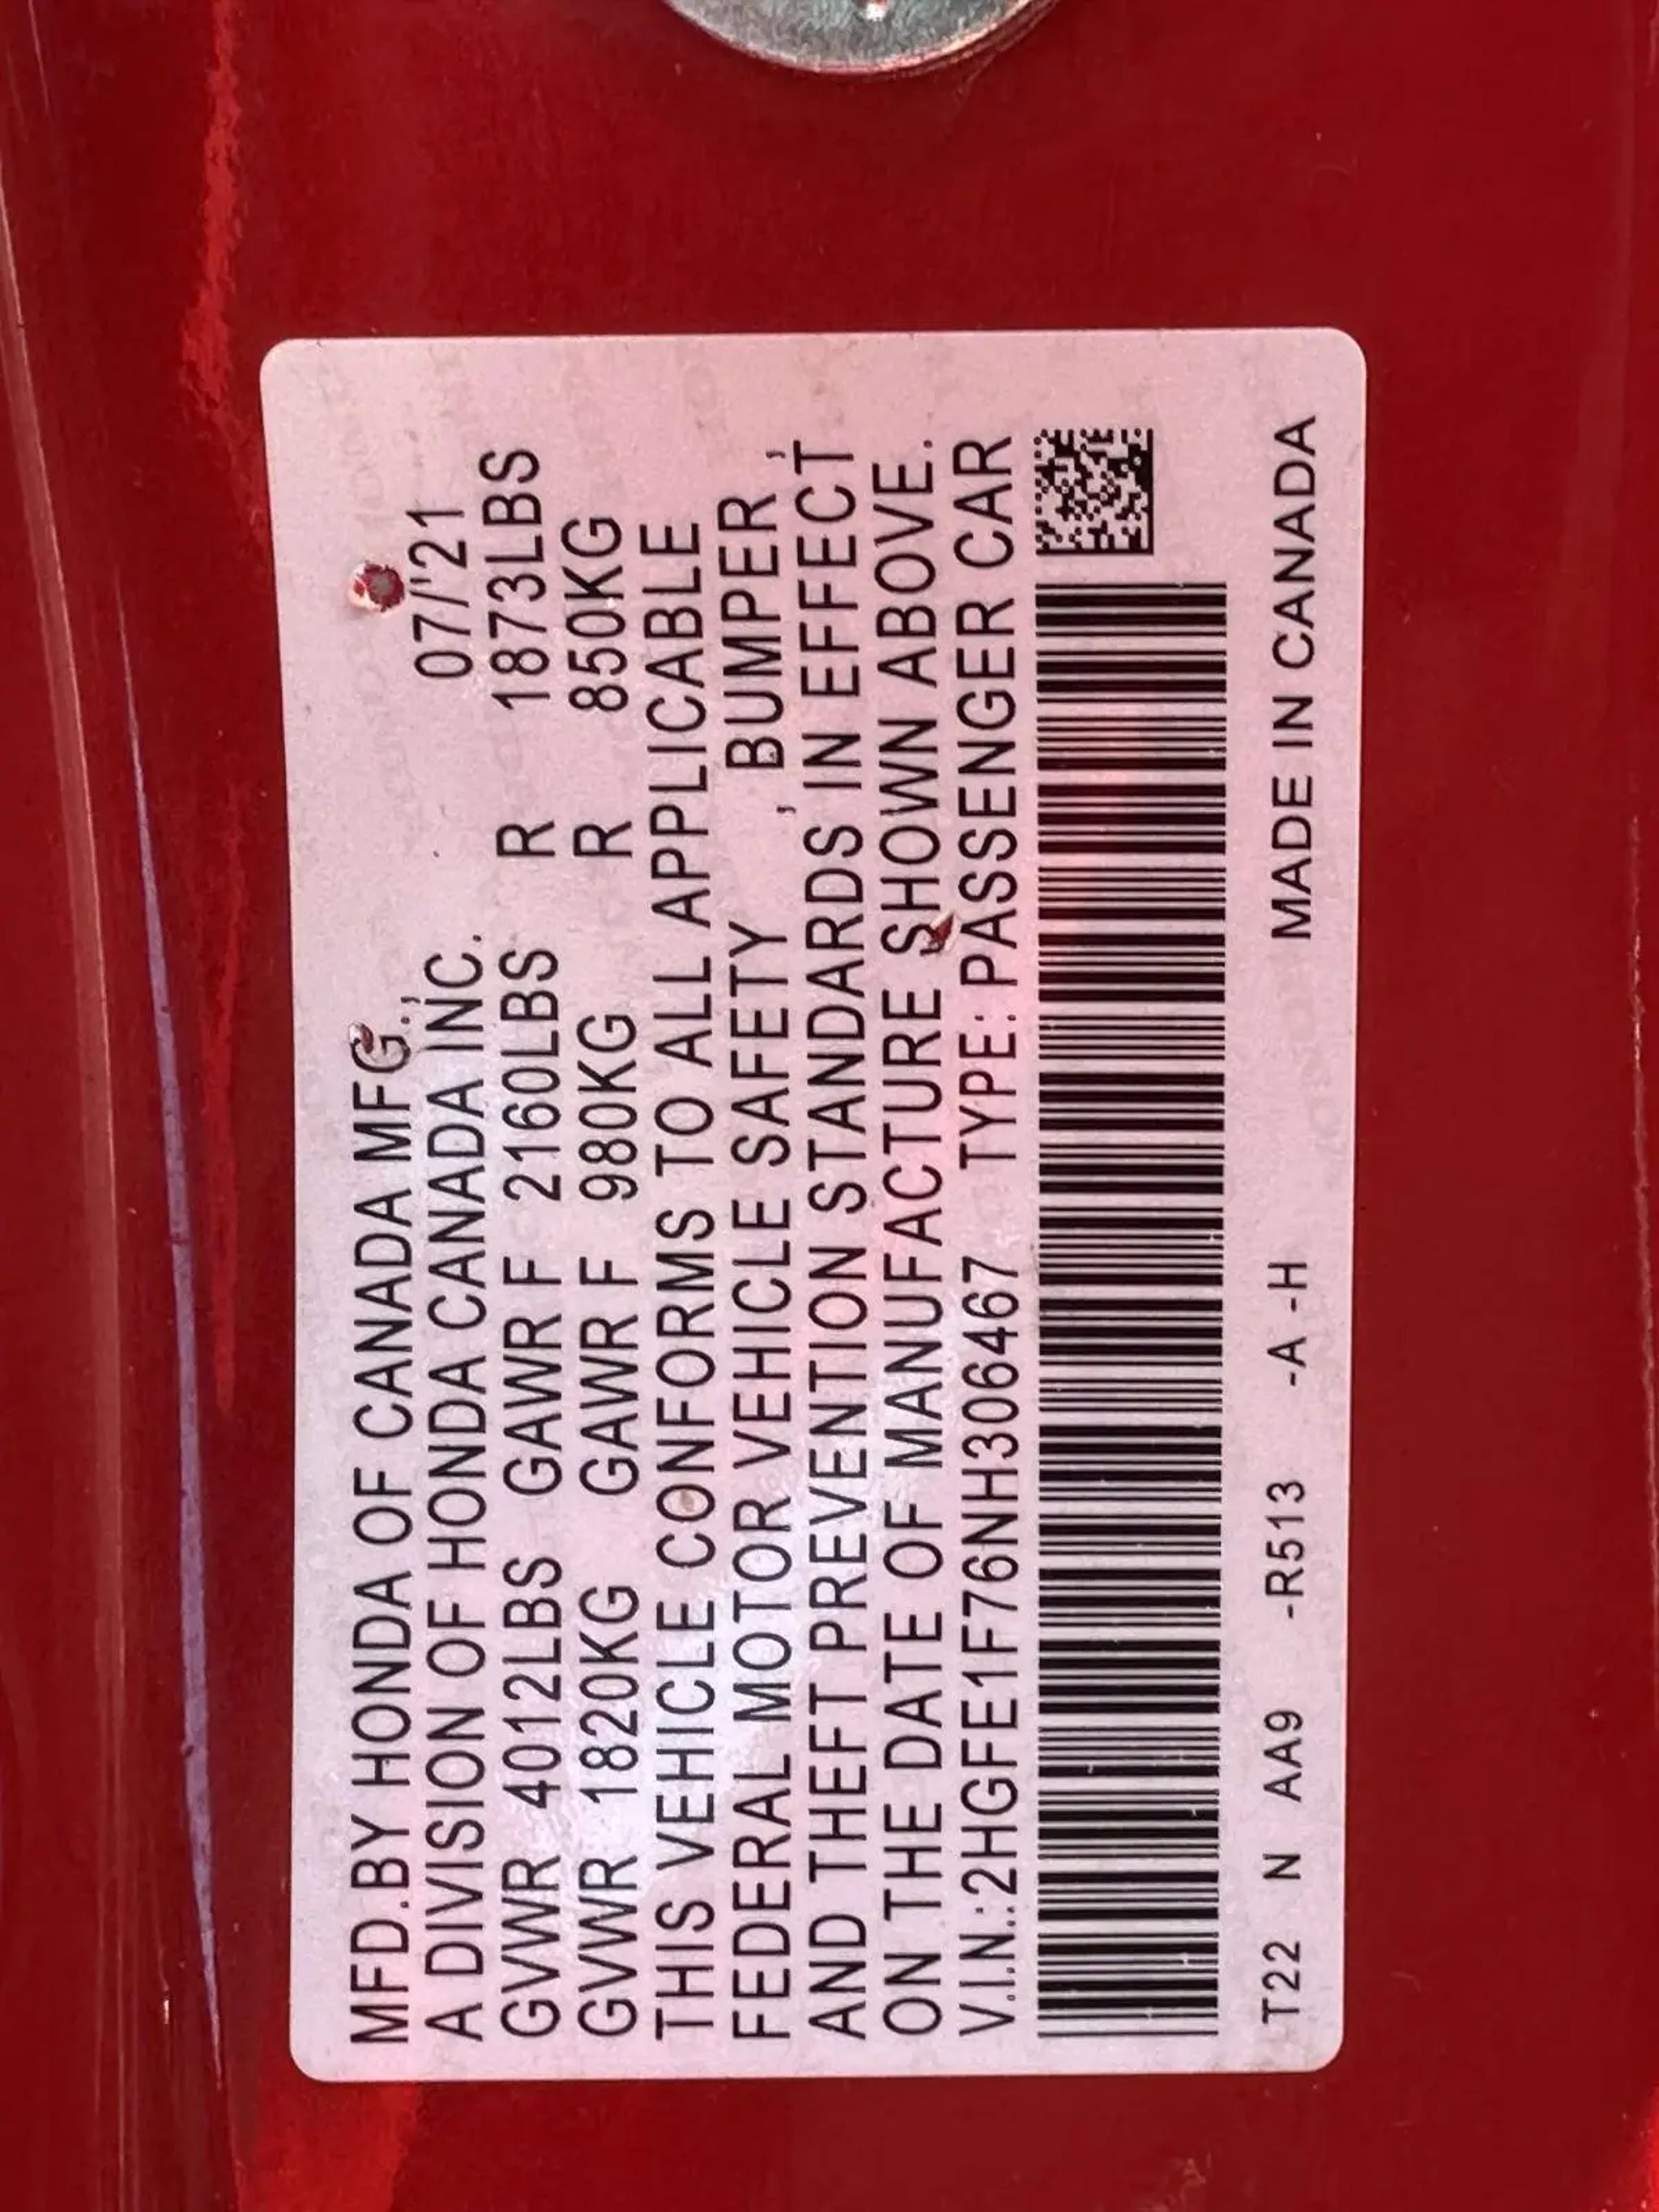 MFD.BY HONDA OF CANADA MFG.,
A DIVISION OF HONDA CANADA INC. 07/'21
GVWR 4012LBS GAWR F 2160LBS R 1873LBS
GVWR 1820KG GAWR F 980KG R 850KG
THIS VEHICLE CONFORMS TO ALL APPLICABLE
FEDERAL MOTOR VEHICLE SAFETY , BUMPER ,
AND THEFT PREVENTION STANDARDS IN EFFECT
ON THE DATE OF MANUFACTURE SHOWN ABOVE.
V.I.N.:2HGFE1F76NH306467 TYPE: PASSENGER CAR
T22 N AA9 -R513 -A -H MADE IN CANADA